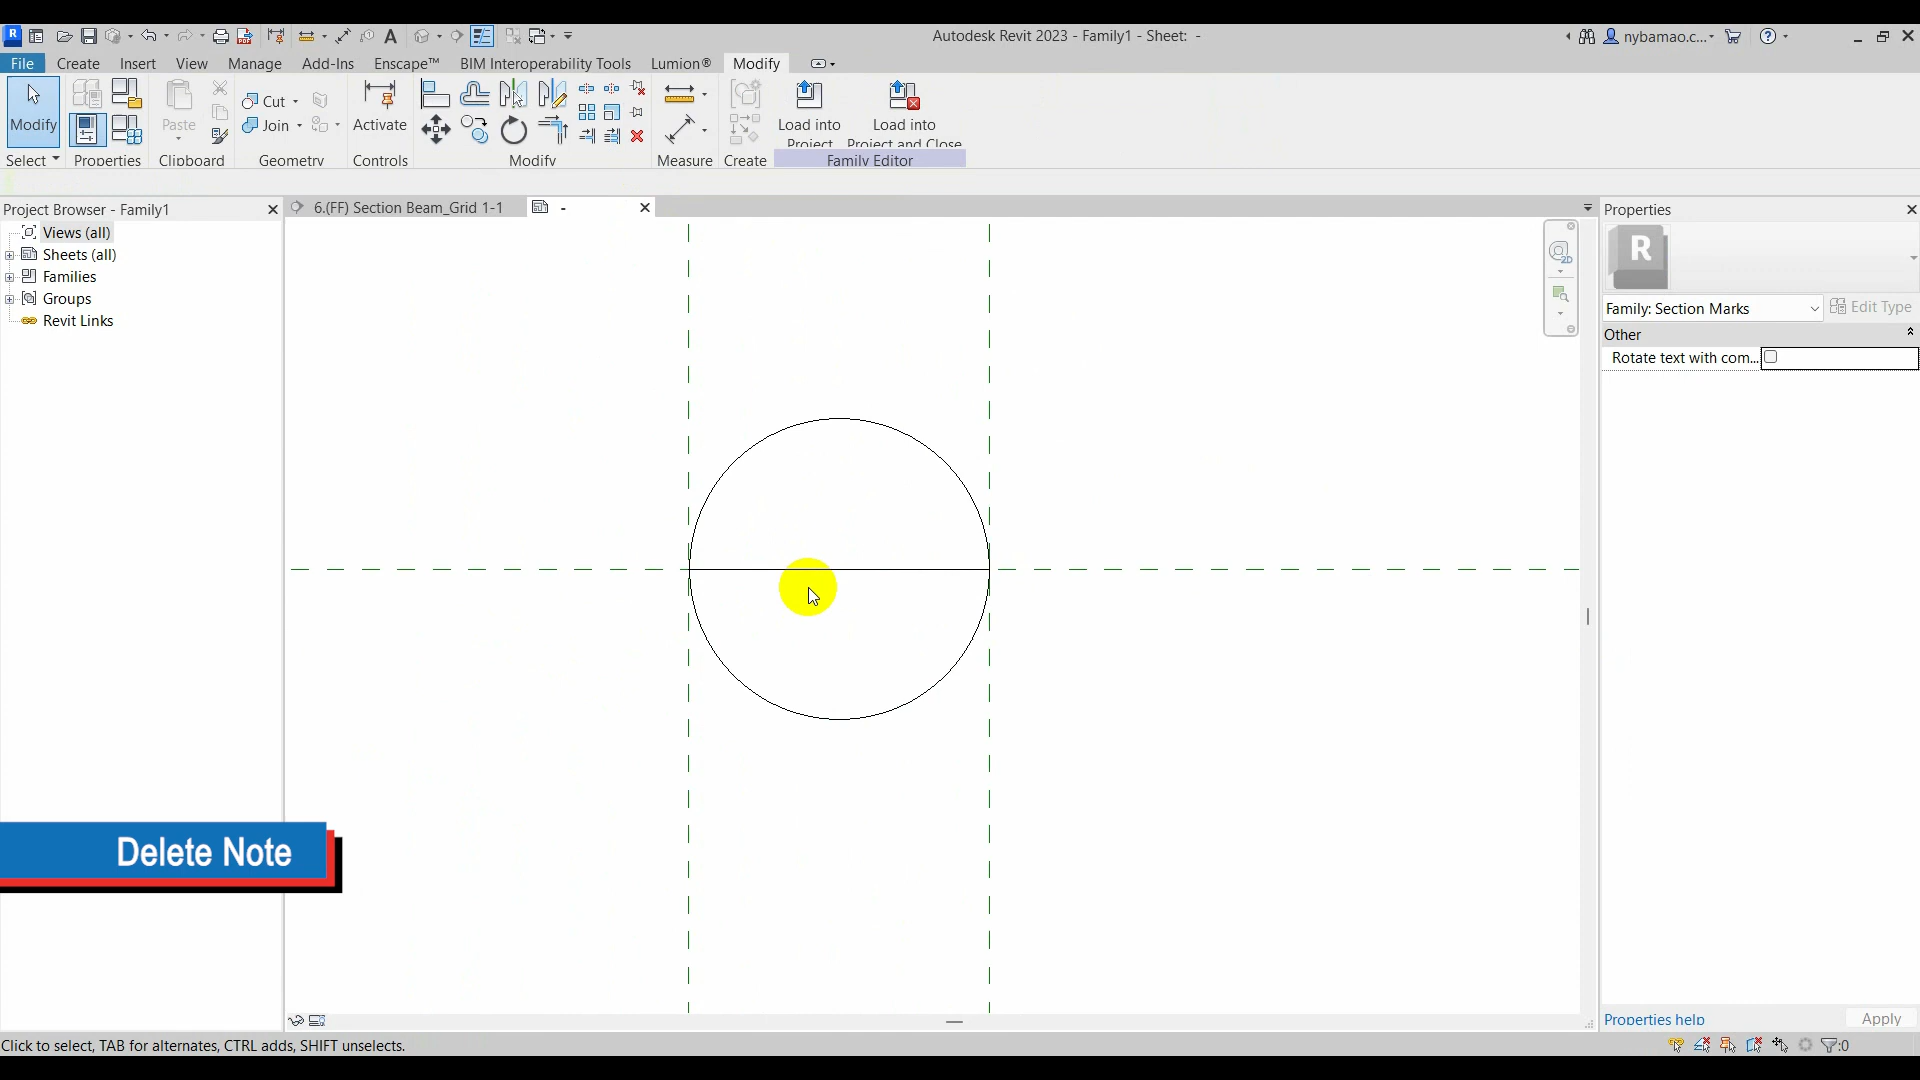 Autodesk Revit 2023 - Family1 - Sheet: -
nybamao.c...
File Create Insert View Manage Add-Ins Enscape™ BIM Interoperability Tools Lumion® Modify
Modify
Paste
Cut
Join
Activate
Load into
Project
Load into
Project and Close
Select Properties Clipboard Geometry Controls Modify Measure Create Family Editor
Project Browser - Family1
6.(FF) Section Beam_Grid 1-1
-
Properties
Views (all)
Sheets (all)
Families
Groups
Revit Links
2D
R
Family: Section Marks
Edit Type
Other
Rotate text with com...
Delete Note
Properties help
Apply
Click to select, TAB for alternates, CTRL adds, SHIFT unselects.
:0